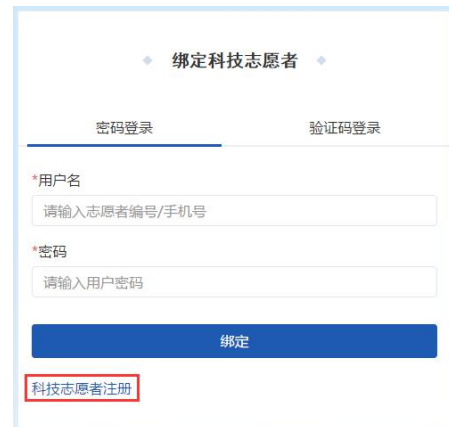 绑定科技志愿者
密码登录 验证码登录
*用户名
请输入志愿者编号/手机号
*密码
请输入用户密码
绑定
科技志愿者注册